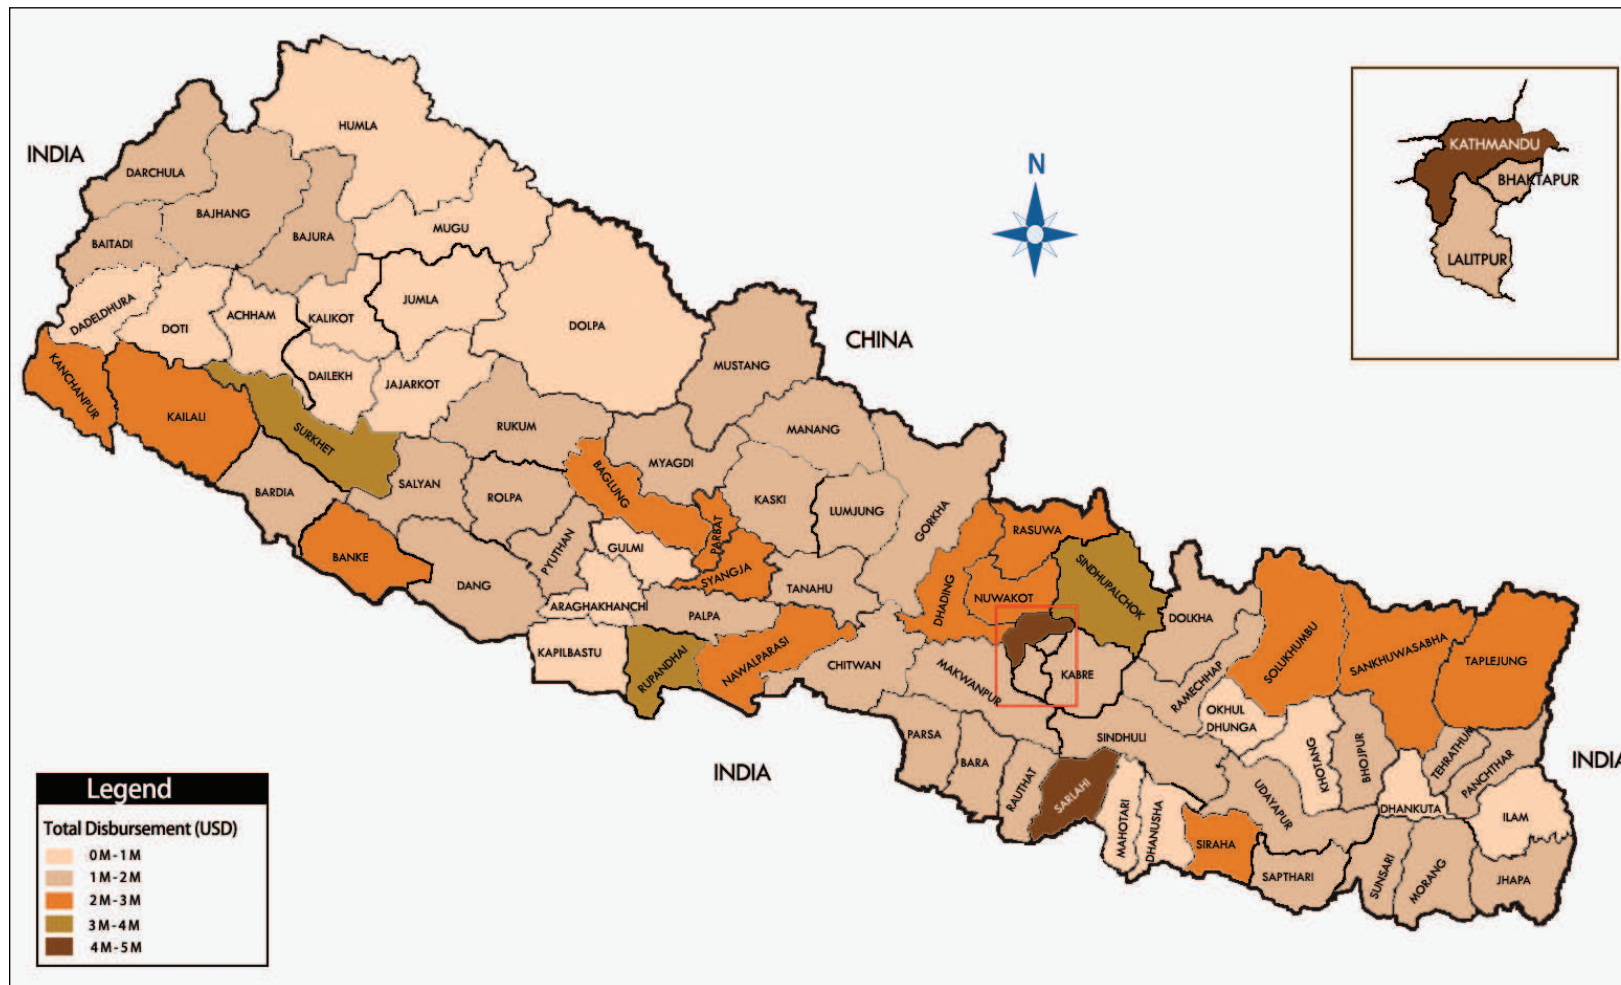 HUMLA
INDIA
DARCHULA
BAJHANG
MUGU
BAJURA
BAITADI
JUMLA
DADELDHURA
DOTI
ACHHAM
KALIKOT
DOLPA
N
CHINA
KATHMANDU
BHAKTAPUR
LALITPUR
KANCHANPUR
KAILALI
DAILEKH
JAJARKOT
MUSTANG
SURKHET
RUKUM
MANANG
MYAGDI
BAGLUNG
BARDIA
SALYAN
ROLPA
KASKI
LUMJUNG
GORKHA
PARBAT
RASUWA
BANKE
PYUTHAN
GULMI
DANG
SYANGJA
TANAHU
DHADING
NUWAKOT
SINDHUPALCHOK
ARAGHAKHANCHI
PALPA
DOLKHA
KAPILBASTU
RUPANDHAI
NAWALPARASI
CHITWAN
MAKWANPUR
KABRE
RAMECHHAP
SOLUKHUMBU
SANKHUWASABHA
TAPLEJUNG
OKHUL
DHUNGA
PARSA
BARA
RAUTHAT
SINDHULI
KHOTANG
BHOJPUR
TEHRATHUM
PANCHTHAR
INDIA
INDIA
SARLAHI
MAHOTARI
DHANUSHA
SIRAHA
UDAYAPUR
DHANKUTA
ILAM
SAPTHARI
SUNSARI
MORANG
JHAPA
Legend
Total Disbursement (USD)
0M-1M
1M-2M
2M-3M
3M-4M
4M-5M